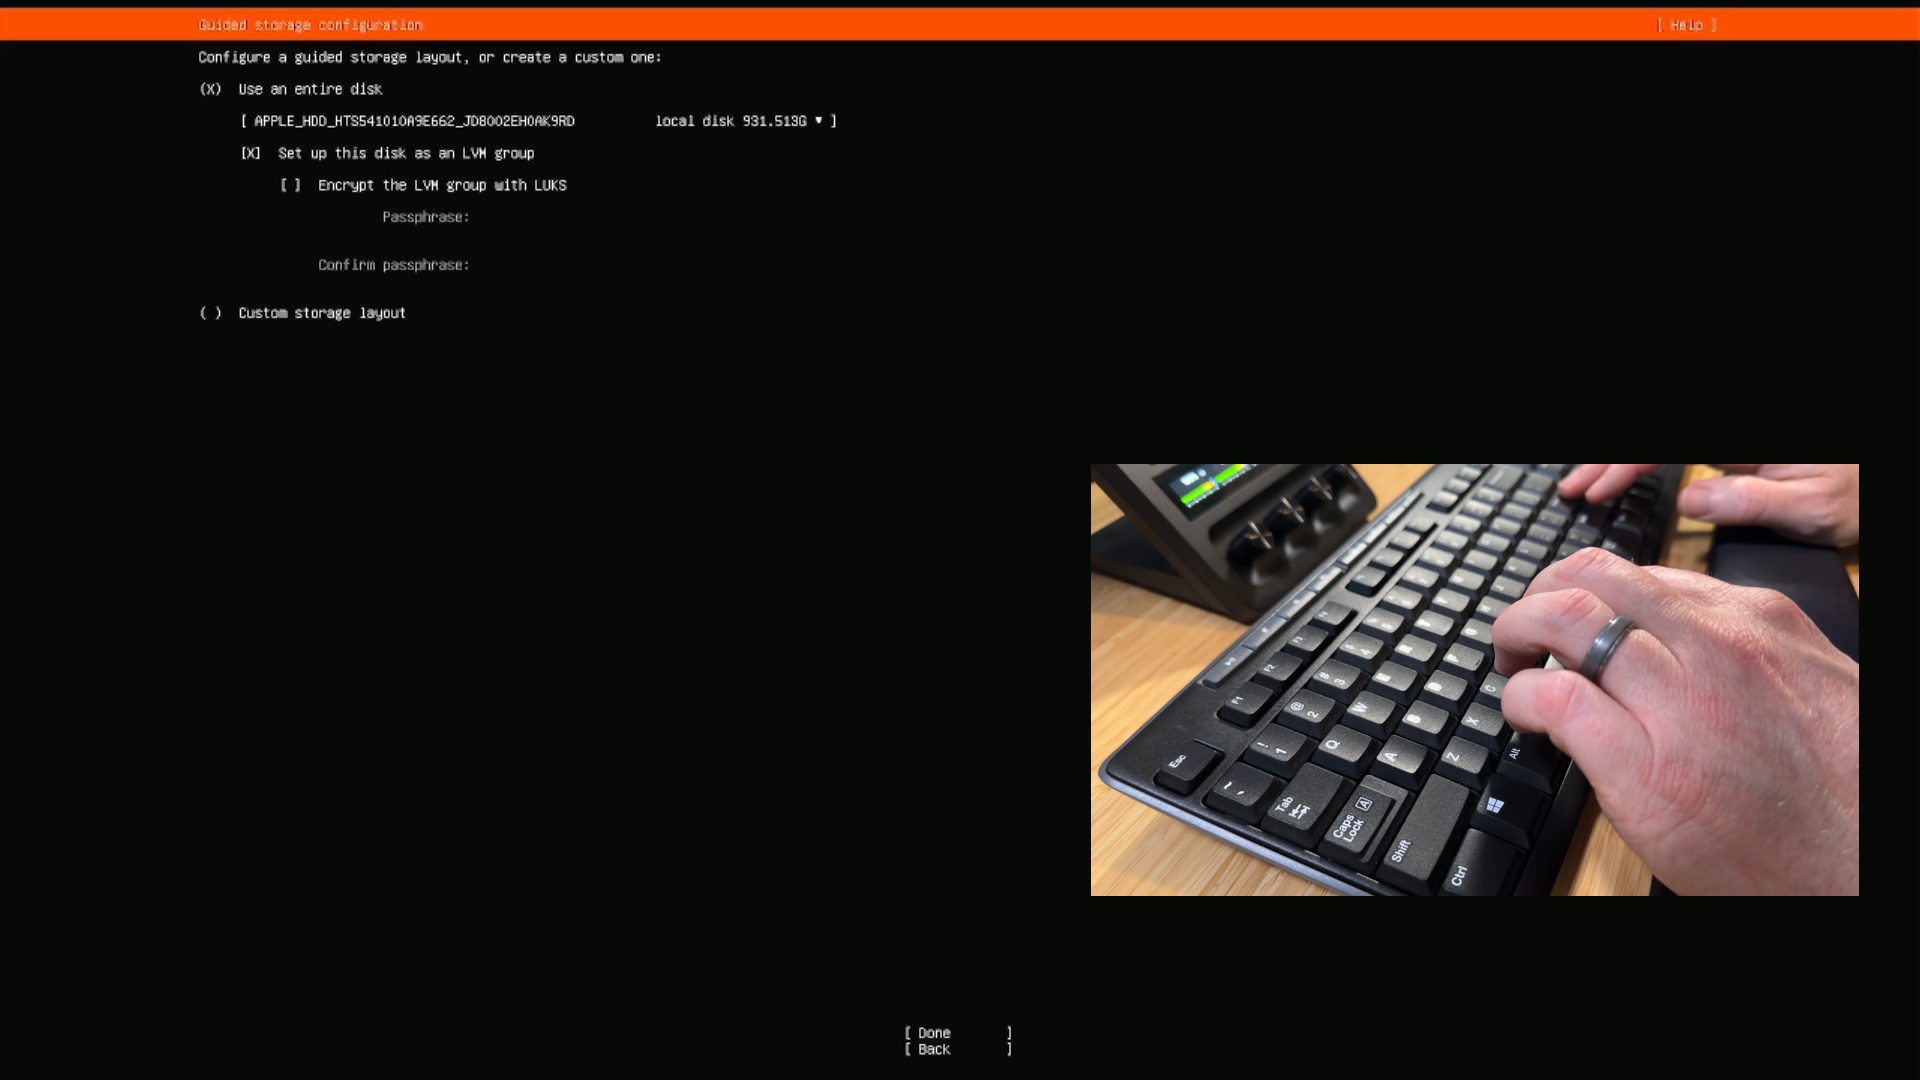 Guided storage configuration [ Help ]
Configure a guided storage layout, or create a custom one:
(X) Use an entire disk
[ APPLE_HDD_HTS541010A9E662_JD8002EH0AK9RD local disk 931.513G ▾ ]
[X] Set up this disk as an LVM group
[ ] Encrypt the LVM group with LUKS
Passphrase:
Confirm passphrase:
( ) Custom storage layout
F1
F2
F3
Esc
! 1
@ 2
# 3
Q
W
E
A
Z
X
C
Tab
Caps Lock A
Shift
Ctrl
Alt
[ Done ]
[ Back ]